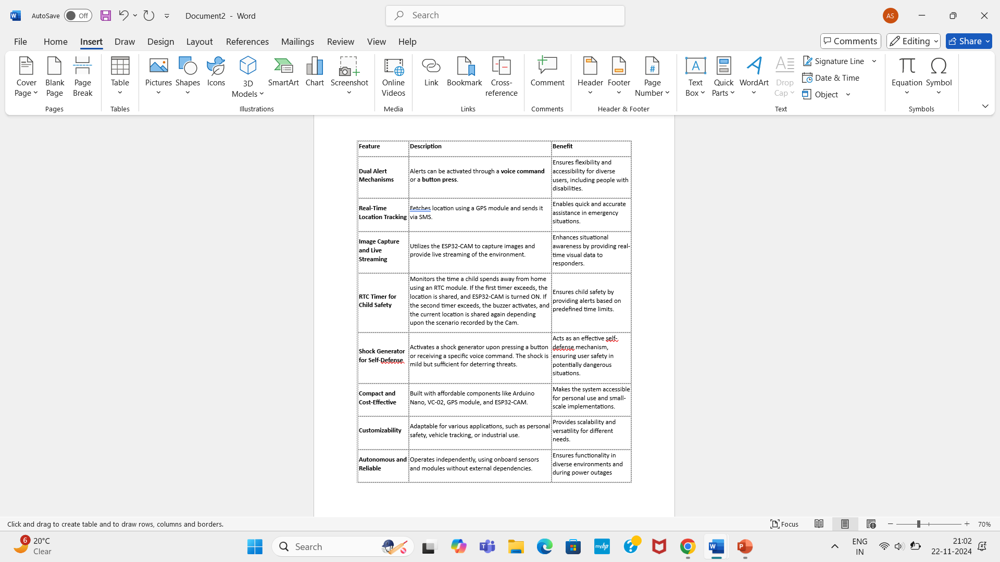 AutoSave Off Document2 - Word Search AS
File Home Insert Draw Design Layout References Mailings Review View Help Comments Editing Share
Cover Page Blank Page Page Break Table Pictures Shapes Icons 3D Models SmartArt Chart Screenshot Online Videos Link Bookmark Cross-reference Comment Header Footer Page Number Text Box Quick Parts WordArt Drop Cap Signature Line Date & Time Object Equation Symbol
Pages Tables Illustrations Media Links Comments Header & Footer Text Symbols
Feature Description Benefit
Dual Alert
Mechanisms
Alerts can be activated through a voice command
or a button press.
Ensures flexibility and
accessibility for diverse
users, including people with
disabilities.
Real-Time
Location Tracking
Fetches location using a GPS module and sends it
via SMS.
Enables quick and accurate
assistance in emergency
situations.
Image Capture
and Live
Streaming
Utilizes the ESP32-CAM to capture images and
provide live streaming of the environment.
Enhances situational
awareness by providing real-
time visual data to
responders.
RTC Timer for
Child Safety
Monitors the time a child spends away from home
using an RTC module. If the first timer exceeds, the
location is shared, and ESP32-CAM is turned ON. If
the second timer exceeds, the buzzer activates, and
the current location is shared again depending
upon the scenario recorded by the Cam.
Ensures child safety by
providing alerts based on
predefined time limits.
Shock Generator
for Self-Defense
Activates a shock generator upon pressing a button
or receiving a specific voice command. The shock is
mild but sufficient for deterring threats.
Acts as an effective self-
defense mechanism,
ensuring user safety in
potentially dangerous
situations.
Compact and
Cost-Effective
Built with affordable components like Arduino
Nano, VC-02, GPS module, and ESP32-CAM.
Makes the system accessible
for personal use and small-
scale implementations.
Customizability
Adaptable for various applications, such as personal
safety, vehicle tracking, or industrial use.
Provides scalability and
versatility for different
needs.
Autonomous and
Reliable
Operates independently, using onboard sensors
and modules without external dependencies.
Ensures functionality in
diverse environments and
during power outages
Click and drag to create table and to draw rows, columns and borders. Focus 70%
6 20°C
Clear
Search
myhp
ENG
IN
21:02
22-11-2024